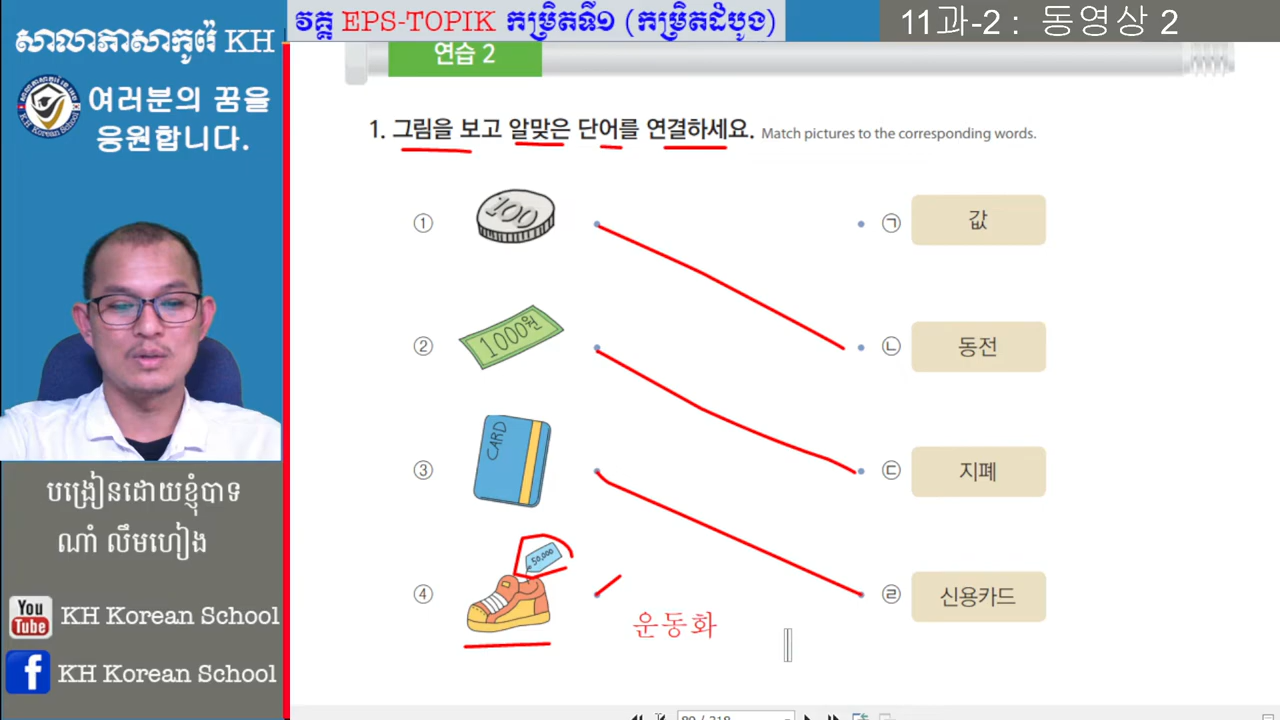 សាលាភាសាកូរ៉េ KH
여러분의 꿈을
응원합니다.
បង្រៀនដោយខ្ញុំបាទ
ណាំ លឹមហៀង
You
Tube
KH Korean School
f
KH Korean School
វគ្គ EPS-TOPIK កម្រិតទី១ (កម្រិតដំបូង)
11과-2 : 동영상 2
연습 2
1. 그림을 보고 알맞은 단어를 연결하세요. Match pictures to the corresponding words.
① 100 ㉠ 값
② 1000원 ㉡ 동전
③ CARD ㉢ 지폐
④ 50,000 ㉣ 신용카드
운동화